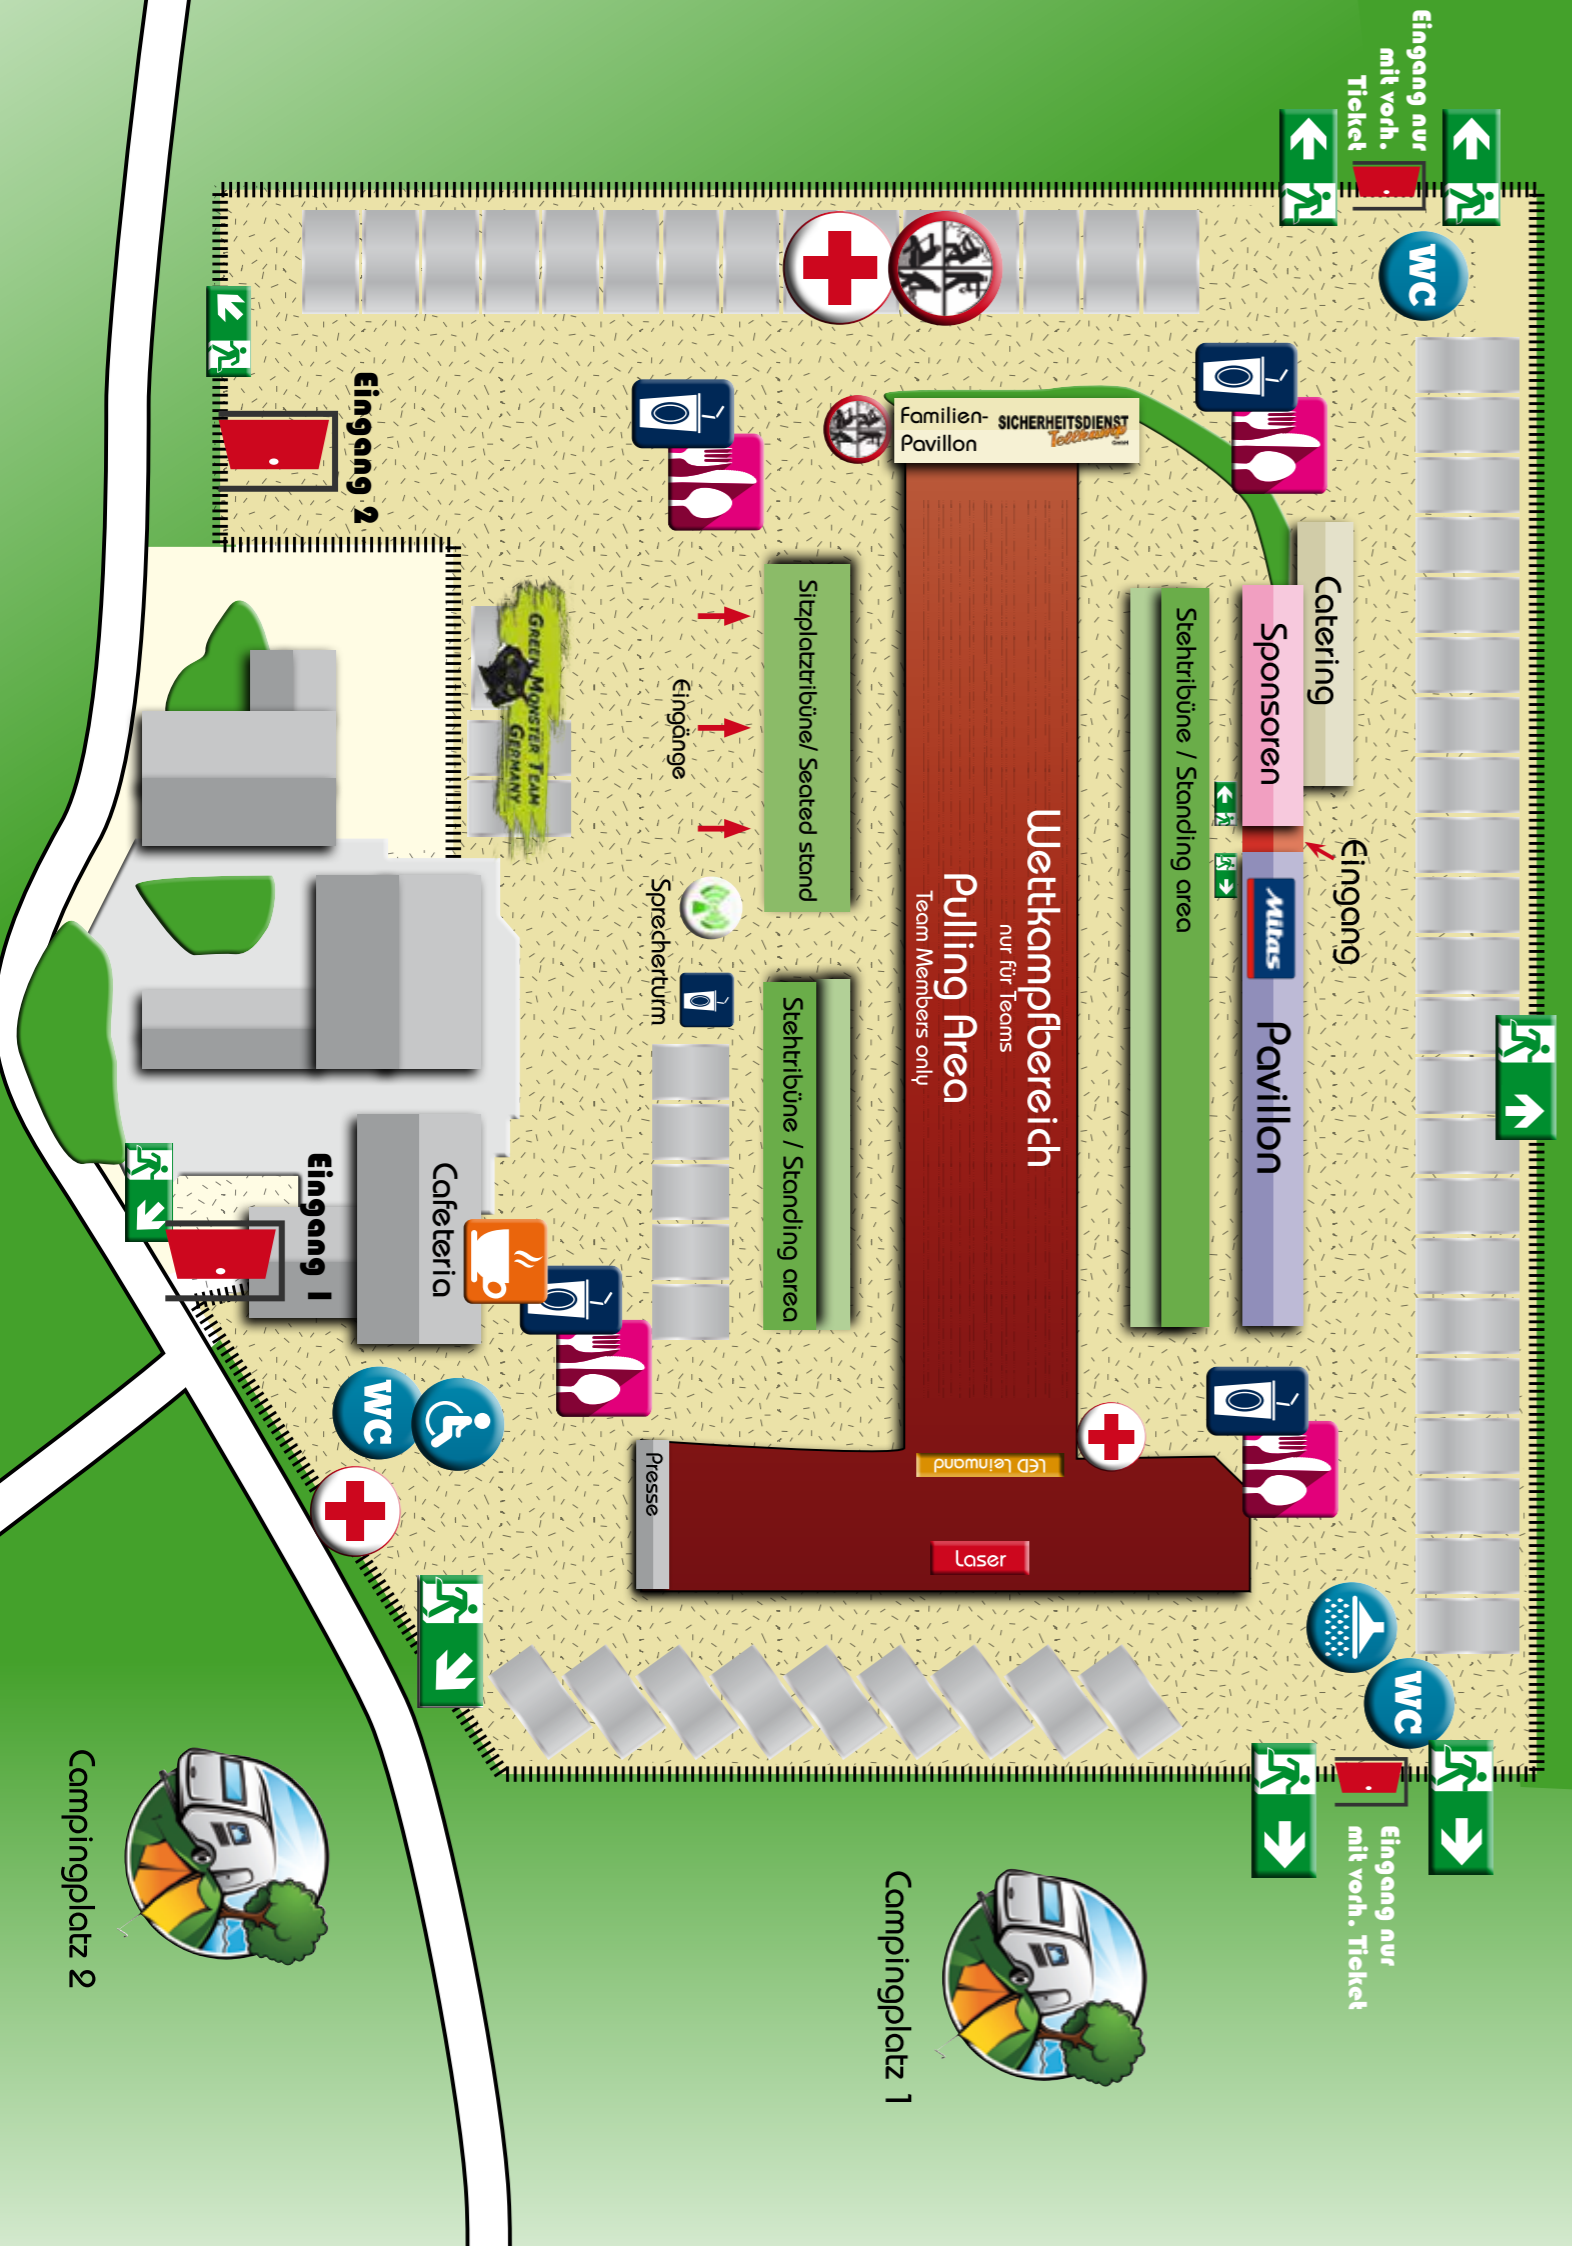 Eingang nur
mit vorh.
Ticket
WC
Eingang 2
Familien-
Pavillon
SICHERHEITSDIENST
Tellkamp
GmbH
Catering
Sponsoren
Eingang
Mitas
Pavillon
Stehtribüne / Standing area
Wettkampfbereich
nur für Teams
Pulling Area
Team Members only
Sitzplatztribüne/ Seated stand
Eingänge
GREEN MONSTER TEAM
GERMANY
Sprecherturm
Stehtribüne / Standing area
Eingang 1
Cafeteria
WC
LED Leinwand
Presse
Laser
WC
Eingang nur
mit vorh. Ticket
Campingplatz 1
Campingplatz 2